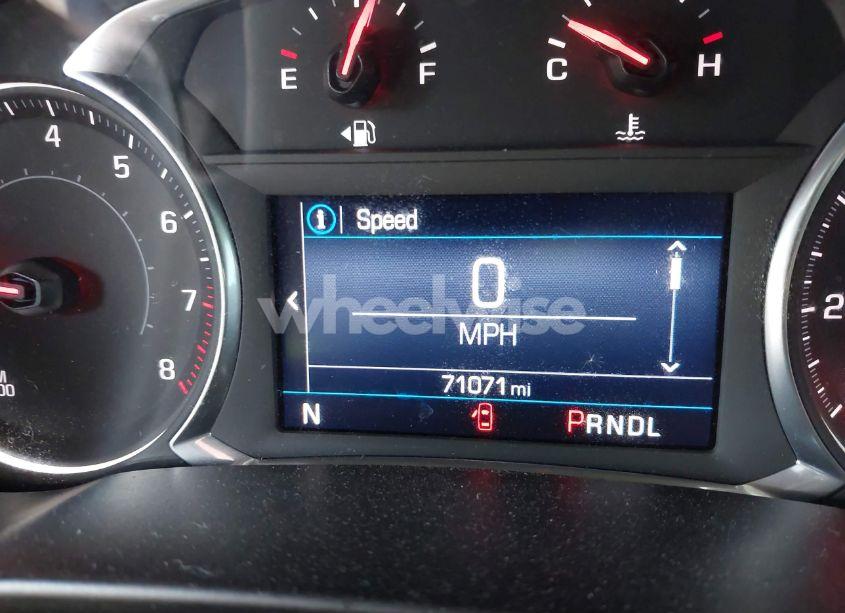 E F
C H
4
5
6
7
8
Speed
0
MPH
71071 mi
N
PRNDL
2
wheelwise